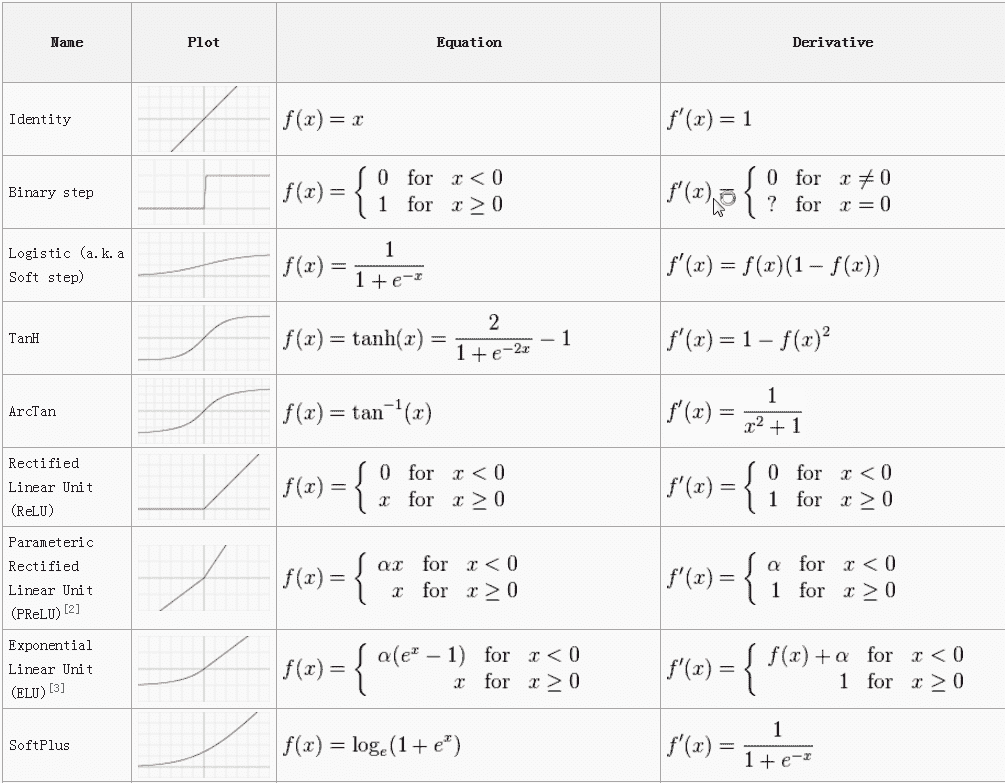 Name Plot Equation Derivative
Identity f(x) = x f′(x) = 1
Binary step f(x) = { 0 for x < 0 f′(x) = { 0 for x ≠ 0
1 for x ≥ 0 ? for x = 0
Logistic (a.k.a
Soft step) f(x) = 1 / (1 + e^{−x}) f′(x) = f(x)(1 − f(x))
TanH f(x) = tanh(x) = 2 / (1 + e^{−2x}) − 1 f′(x) = 1 − f(x)²
ArcTan f(x) = tan⁻¹(x) f′(x) = 1 / (x² + 1)
Rectified
Linear Unit
(ReLU) f(x) = { 0 for x < 0 f′(x) = { 0 for x < 0
x for x ≥ 0 1 for x ≥ 0
Parameteric
Rectified
Linear Unit
(PReLU)[2] f(x) = { αx for x < 0 f′(x) = { α for x < 0
x for x ≥ 0 1 for x ≥ 0
Exponential
Linear Unit
(ELU)[3] f(x) = { α(e^x − 1) for x < 0 f′(x) = { f(x) + α for x < 0
x for x ≥ 0 1 for x ≥ 0
SoftPlus f(x) = logₑ(1 + e^x) f′(x) = 1 / (1 + e^{−x})